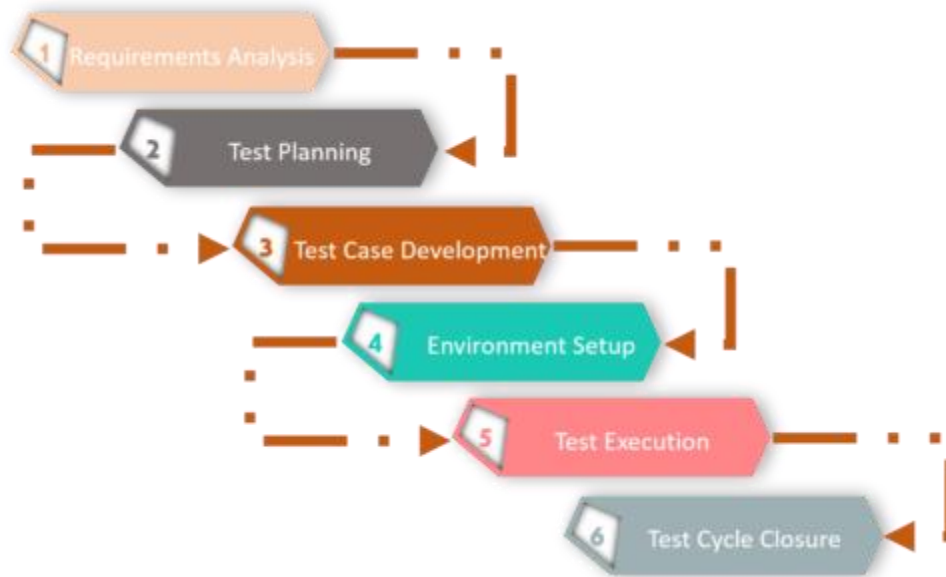 1 Requirements Analysis
2 Test Planning
3 Test Case Development
4 Environment Setup
5 Test Execution
6 Test Cycle Closure